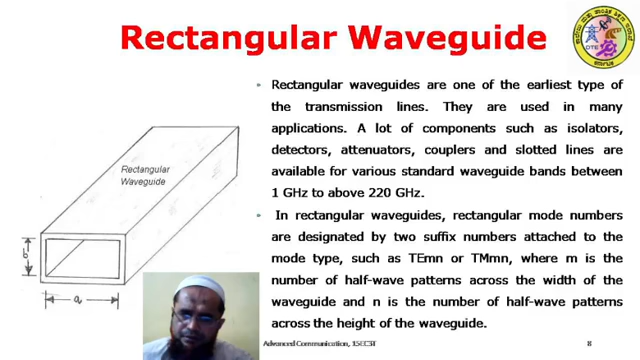 Rectangular Waveguide
DTE
Rectangular waveguides are one of the earliest type of
the transmission lines. They are used in many
applications. A lot of components such as isolators,
detectors, attenuators, couplers and slotted lines are
available for various standard waveguide bands between
1 GHz to above 220 GHz.
In rectangular waveguides, rectangular mode numbers
are designated by two suffix numbers attached to the
mode type, such as TEmn or TMmn, where m is the
number of half-wave patterns across the width of the
waveguide and n is the number of half-wave patterns
across the height of the waveguide.
Rectangular
Waveguide
b
a
Advanced Communication, 15EC5T
8